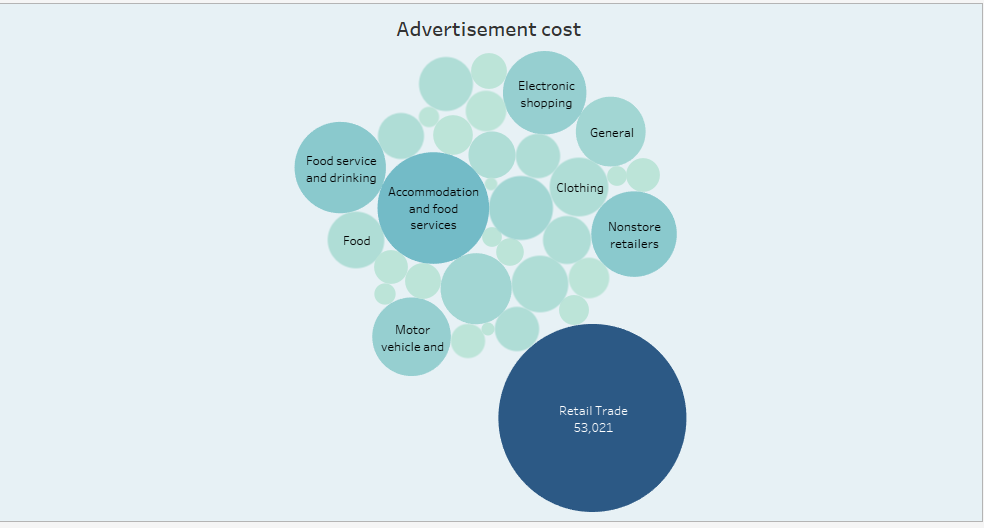 Advertisement cost
Electronic
shopping
General
Food service
and drinking
Accommodation
and food
services
Clothing
Food
Nonstore
retailers
Motor
vehicle and
Retail Trade
53,021